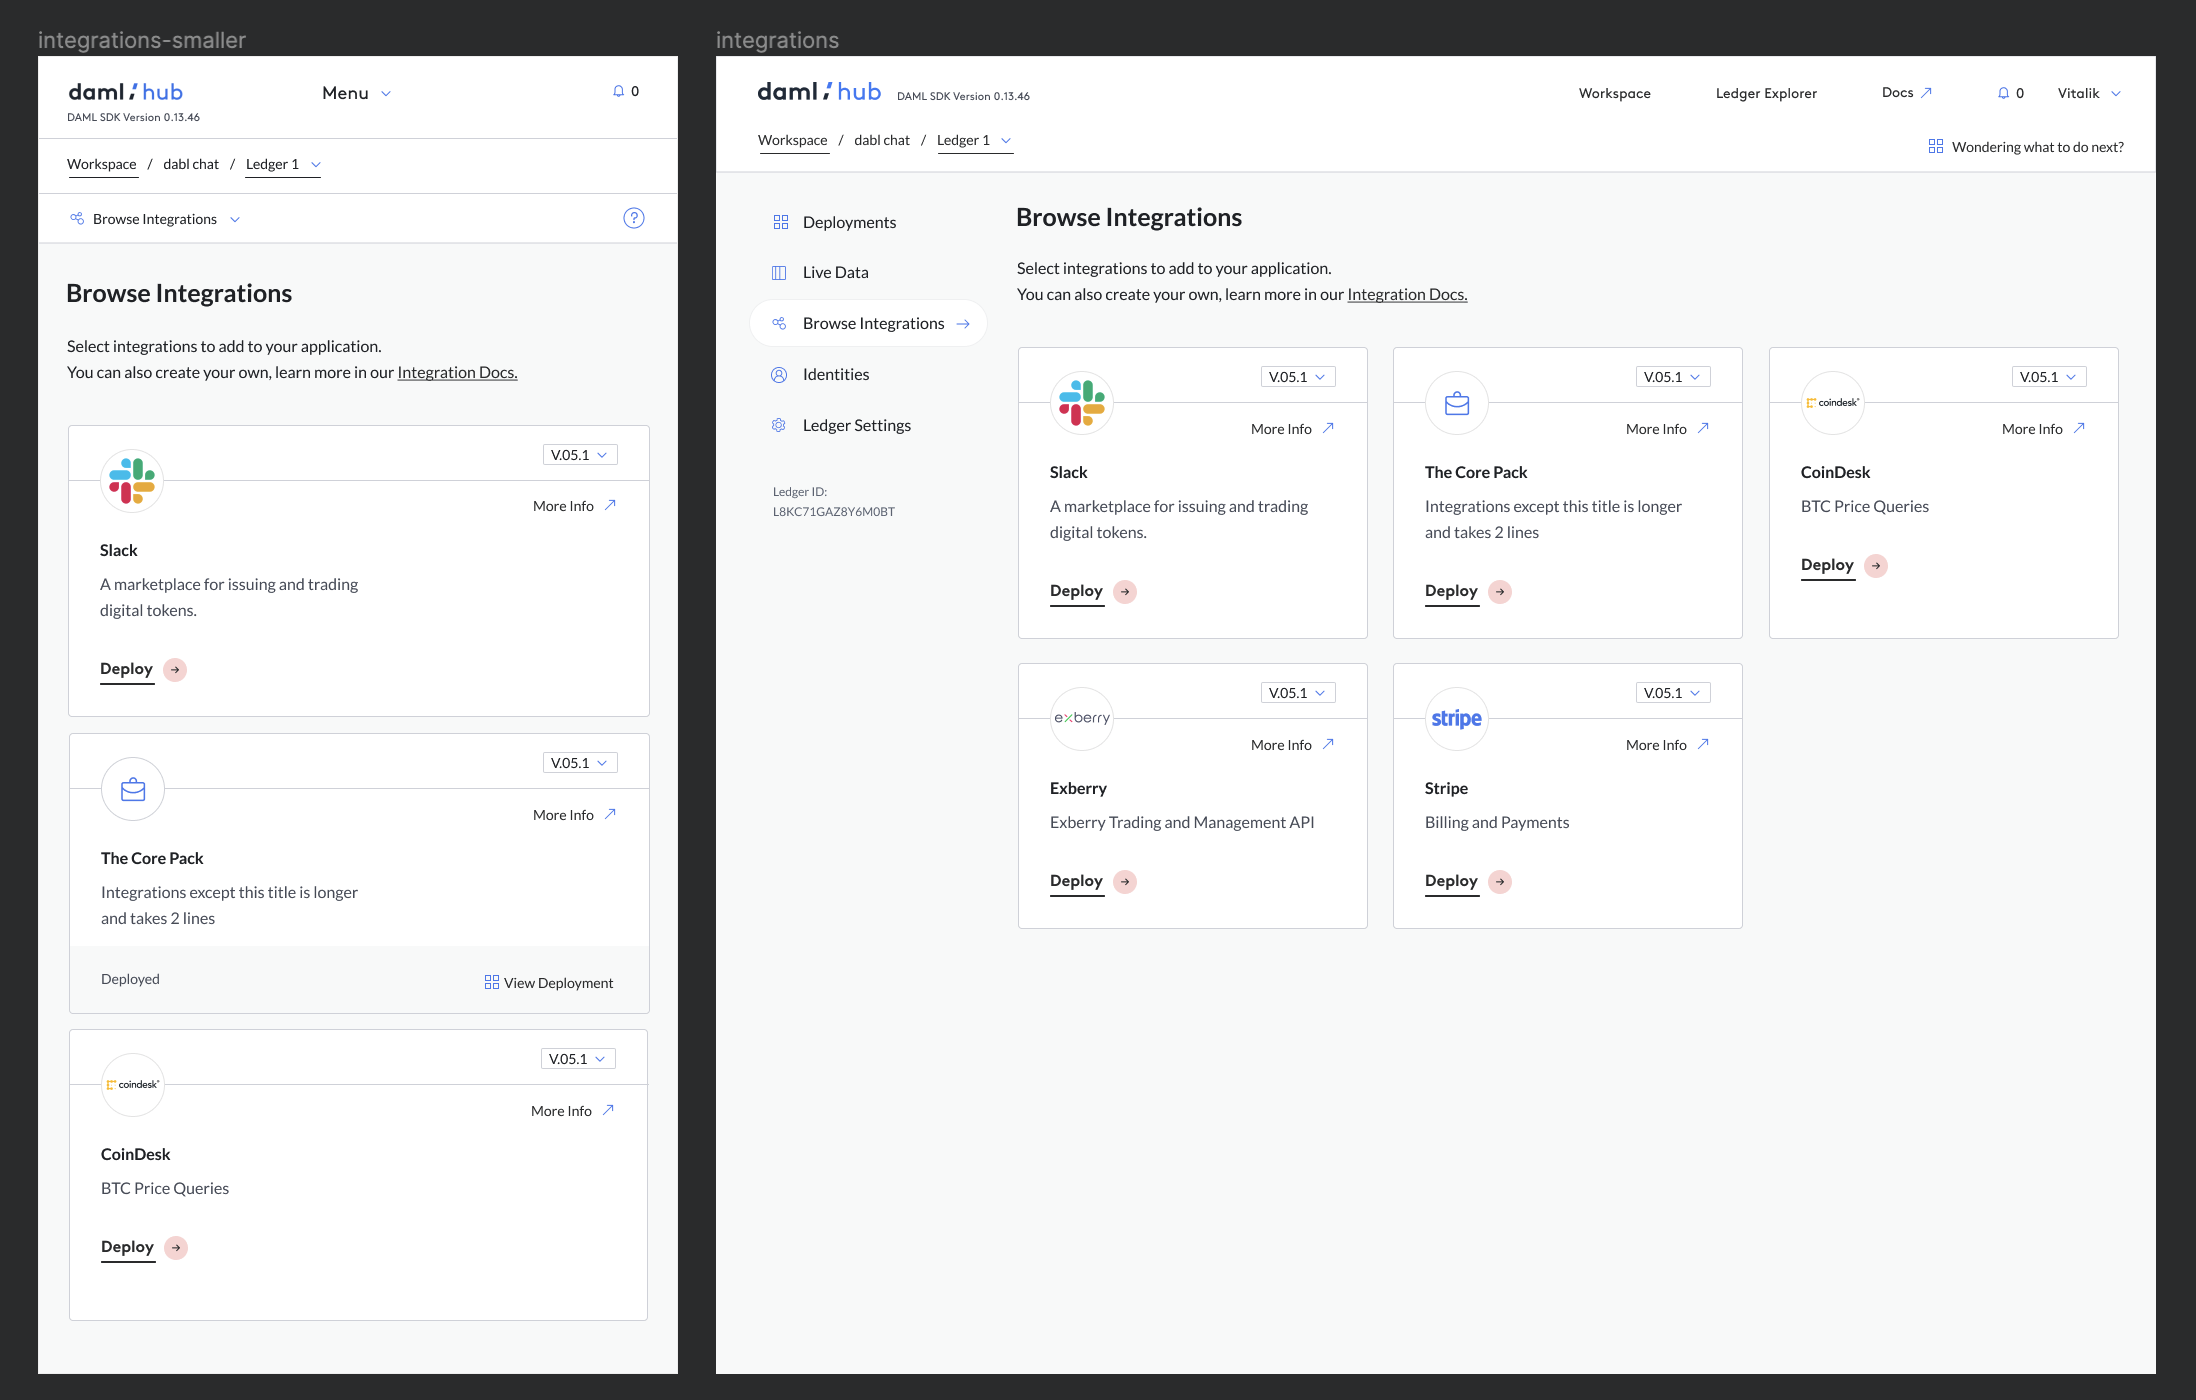 integrations-smaller
daml hub
DAML SDK Version 0.13.46
Menu
0
Workspace / dabl chat / Ledger 1
Browse Integrations
?
Browse Integrations
Select integrations to add to your application.
You can also create your own, learn more in our Integration Docs.
V.05.1
More Info
Slack
A marketplace for issuing and trading
digital tokens.
Deploy
V.05.1
More Info
The Core Pack
Integrations except this title is longer
and takes 2 lines
Deployed
View Deployment
V.05.1
coindesk
More Info
CoinDesk
BTC Price Queries
Deploy
integrations
daml hub
DAML SDK Version 0.13.46
Workspace
Ledger Explorer
Docs
0
Vitalik
Workspace / dabl chat / Ledger 1
Wondering what to do next?
Deployments
Live Data
Browse Integrations
Identities
Ledger Settings
Ledger ID:
L8KC71GAZ8Y6M0BT
Browse Integrations
Select integrations to add to your application.
You can also create your own, learn more in our Integration Docs.
V.05.1
More Info
Slack
A marketplace for issuing and trading
digital tokens.
Deploy
V.05.1
More Info
The Core Pack
Integrations except this title is longer
and takes 2 lines
Deploy
V.05.1
coindesk
More Info
CoinDesk
BTC Price Queries
Deploy
V.05.1
exberry
More Info
Exberry
Exberry Trading and Management API
Deploy
V.05.1
stripe
More Info
Stripe
Billing and Payments
Deploy